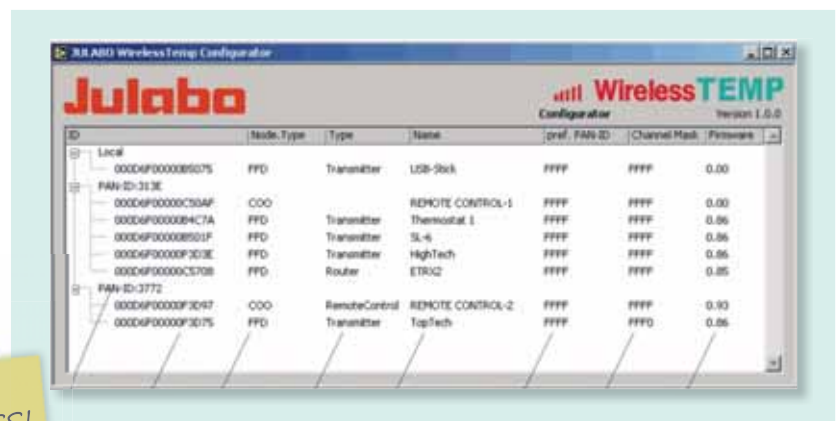 JULABO WirelessTemp Configurator
Julabo
WirelessTEMP
Configurator Version 1.0.0
ID Node.Type Type Name pref. PAN-ID Channel Mask Firmware
Local
000D6F00000B5075 FFD Transmitter USB-Stick FFFF FFFF 0.00
PAN-ID:313E
000D6F00000C50AF COO REMOTE CONTROL-1 FFFF FFFF 0.00
000D6F00000B4C7A FFD Transmitter Thermostat 1 FFFF FFFF 0.86
000D6F00000B501F FFD Transmitter SL-6 FFFF FFFF 0.86
000D6F00000F3D3E FFD Transmitter HighTech FFFF FFFF 0.86
000D6F00000C570B FFD Router ETRX2 FFFF FFFF 0.85
PAN-ID:3772
000D6F00000F3D97 COO RemoteControl REMOTE CONTROL-2 FFFF FFFF 0.93
000D6F00000F3D75 FFD Transmitter TopTech FFFF FFF0 0.86